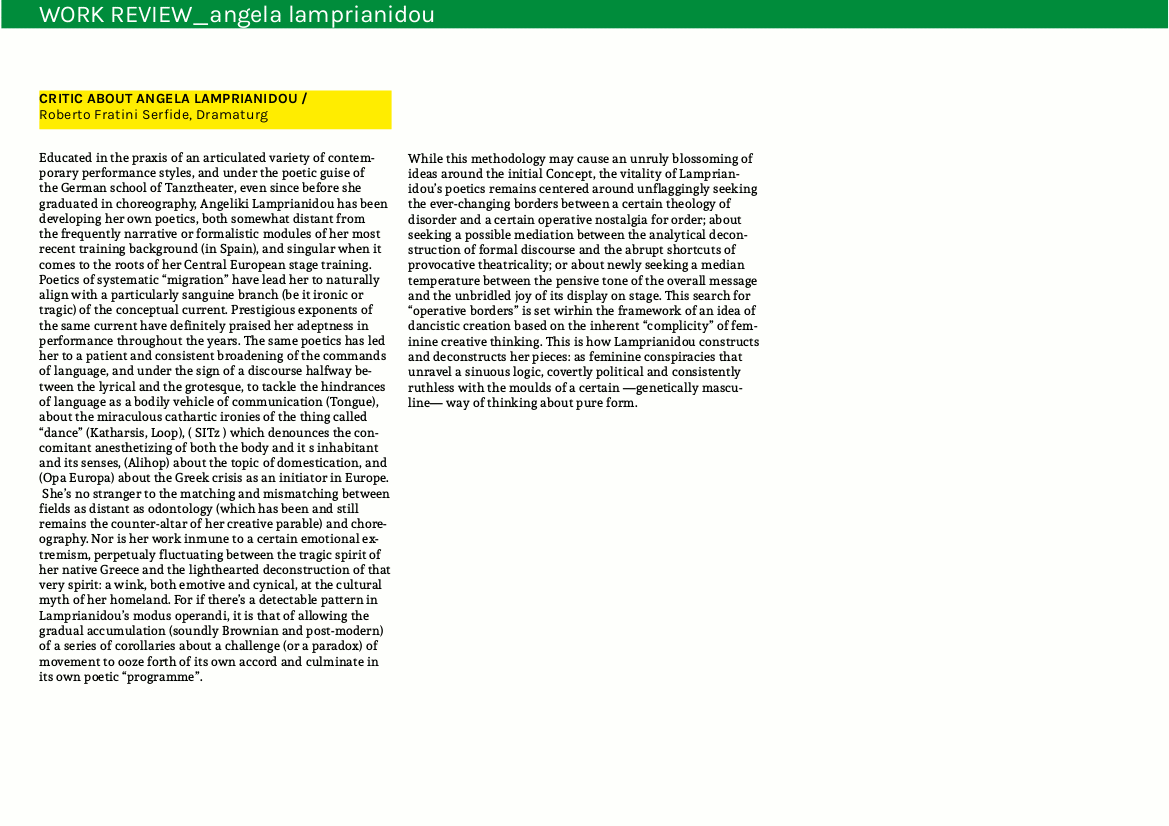 WORK REVIEW_angela lamprianidou
CRITIC ABOUT ANGELA LAMPRIANIDOU /
Roberto Fratini Serfide, Dramaturg
Educated in the praxis of an articulated variety of contem-
porary performance styles, and under the poetic guise of
the German school of Tanztheater, even since before she
graduated in choreography, Angeliki Lamprianidou has been
developing her own poetics, both somewhat distant from
the frequently narrative or formalistic modules of her most
recent training background (in Spain), and singular when it
comes to the roots of her Central European stage training.
Poetics of systematic “migration” have lead her to naturally
align with a particularly sanguine branch (be it ironic or
tragic) of the conceptual current. Prestigious exponents of
the same current have definitely praised her adeptness in
performance throughout the years. The same poetics has led
her to a patient and consistent broadening of the commands
of language, and under the sign of a discourse halfway be-
tween the lyrical and the grotesque, to tackle the hindrances
of language as a bodily vehicle of communication (Tongue),
about the miraculous cathartic ironies of the thing called
“dance” (Katharsis, Loop), ( SITz ) which denounces the con-
comitant anesthetizing of both the body and it s inhabitant
and its senses, (Alihop) about the topic of domestication, and
(Opa Europa) about the Greek crisis as an initiator in Europe.
She’s no stranger to the matching and mismatching between
fields as distant as odontology (which has been and still
remains the counter-altar of her creative parable) and chore-
ography. Nor is her work inmune to a certain emotional ex-
tremism, perpetualy fluctuating between the tragic spirit of
her native Greece and the lighthearted deconstruction of that
very spirit: a wink, both emotive and cynical, at the cultural
myth of her homeland. For if there’s a detectable pattern in
Lamprianidou’s modus operandi, it is that of allowing the
gradual accumulation (soundly Brownian and post-modern)
of a series of corollaries about a challenge (or a paradox) of
movement to ooze forth of its own accord and culminate in
its own poetic “programme”.
While this methodology may cause an unruly blossoming of
ideas around the initial Concept, the vitality of Lamprian-
idou’s poetics remains centered around unflaggingly seeking
the ever-changing borders between a certain theology of
disorder and a certain operative nostalgia for order; about
seeking a possible mediation between the analytical decon-
struction of formal discourse and the abrupt shortcuts of
provocative theatricality; or about newly seeking a median
temperature between the pensive tone of the overall message
and the unbridled joy of its display on stage. This search for
“operative borders” is set wirhin the framework of an idea of
dancistic creation based on the inherent “complicity” of fem-
inine creative thinking. This is how Lamprianidou constructs
and deconstructs her pieces: as feminine conspiracies that
unravel a sinuous logic, covertly political and consistently
ruthless with the moulds of a certain —genetically mascu-
line— way of thinking about pure form.